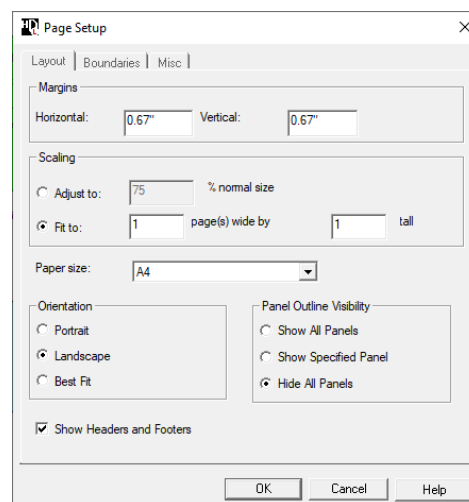 Page Setup
Layout Boundaries Misc
Margins
Horizontal: 0.67" Vertical: 0.67"
Scaling
Adjust to: 75 % normal size
Fit to: 1 page(s) wide by 1 tall
Paper size: A4
Orientation Panel Outline Visibility
Portrait Show All Panels
Landscape Show Specified Panel
Best Fit Hide All Panels
Show Headers and Footers
OK Cancel Help